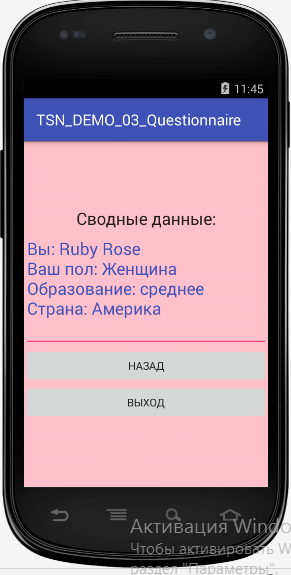 11:45
TSN_DEMO_03_Questionnaire
Сводные данные:
Вы: Ruby Rose
Ваш пол: Женщина
Образование: среднее
Страна: Америка
НАЗАД
ВЫХОД
Активация Windo
Чтобы активировать W
раздел "Параметры".